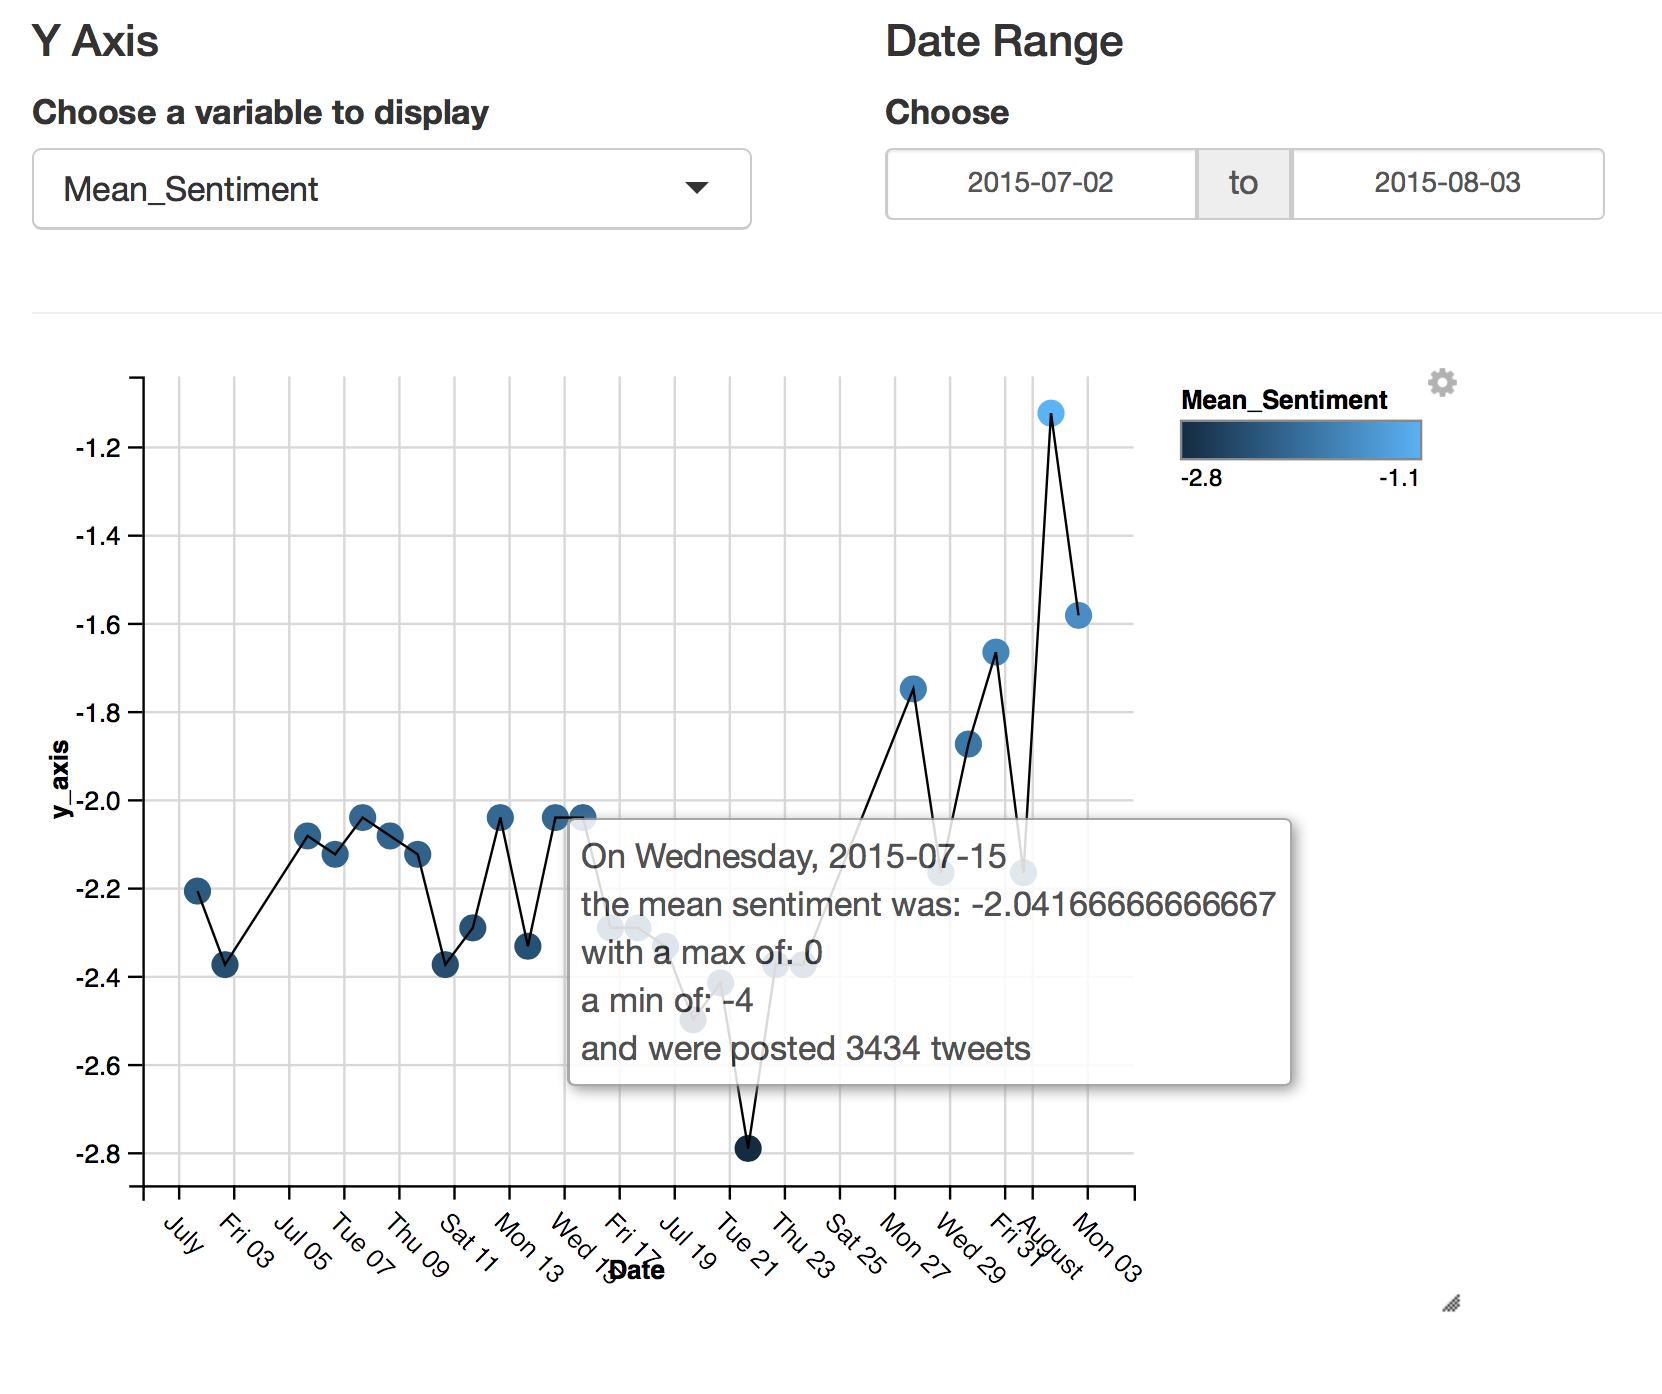 Y Axis
Date Range
Choose a variable to display
Choose
Mean_Sentiment
2015-07-02 to 2015-08-03
Mean_Sentiment
-2.8 -1.1
-1.2
-1.4
-1.6
-1.8
-2.0
-2.2
-2.4
-2.6
-2.8
y_axis
On Wednesday, 2015-07-15
the mean sentiment was: -2.04166666666667
with a max of: 0
a min of: -4
and were posted 3434 tweets
July Fri 03 Jul 05 Tue 07 Thu 09 Sat 11 Mon 13 Wed 15 Fri 17 Jul 19 Tue 21 Thu 23 Sat 25 Mon 27 Wed 29 Fri 31 August Mon 03
Date